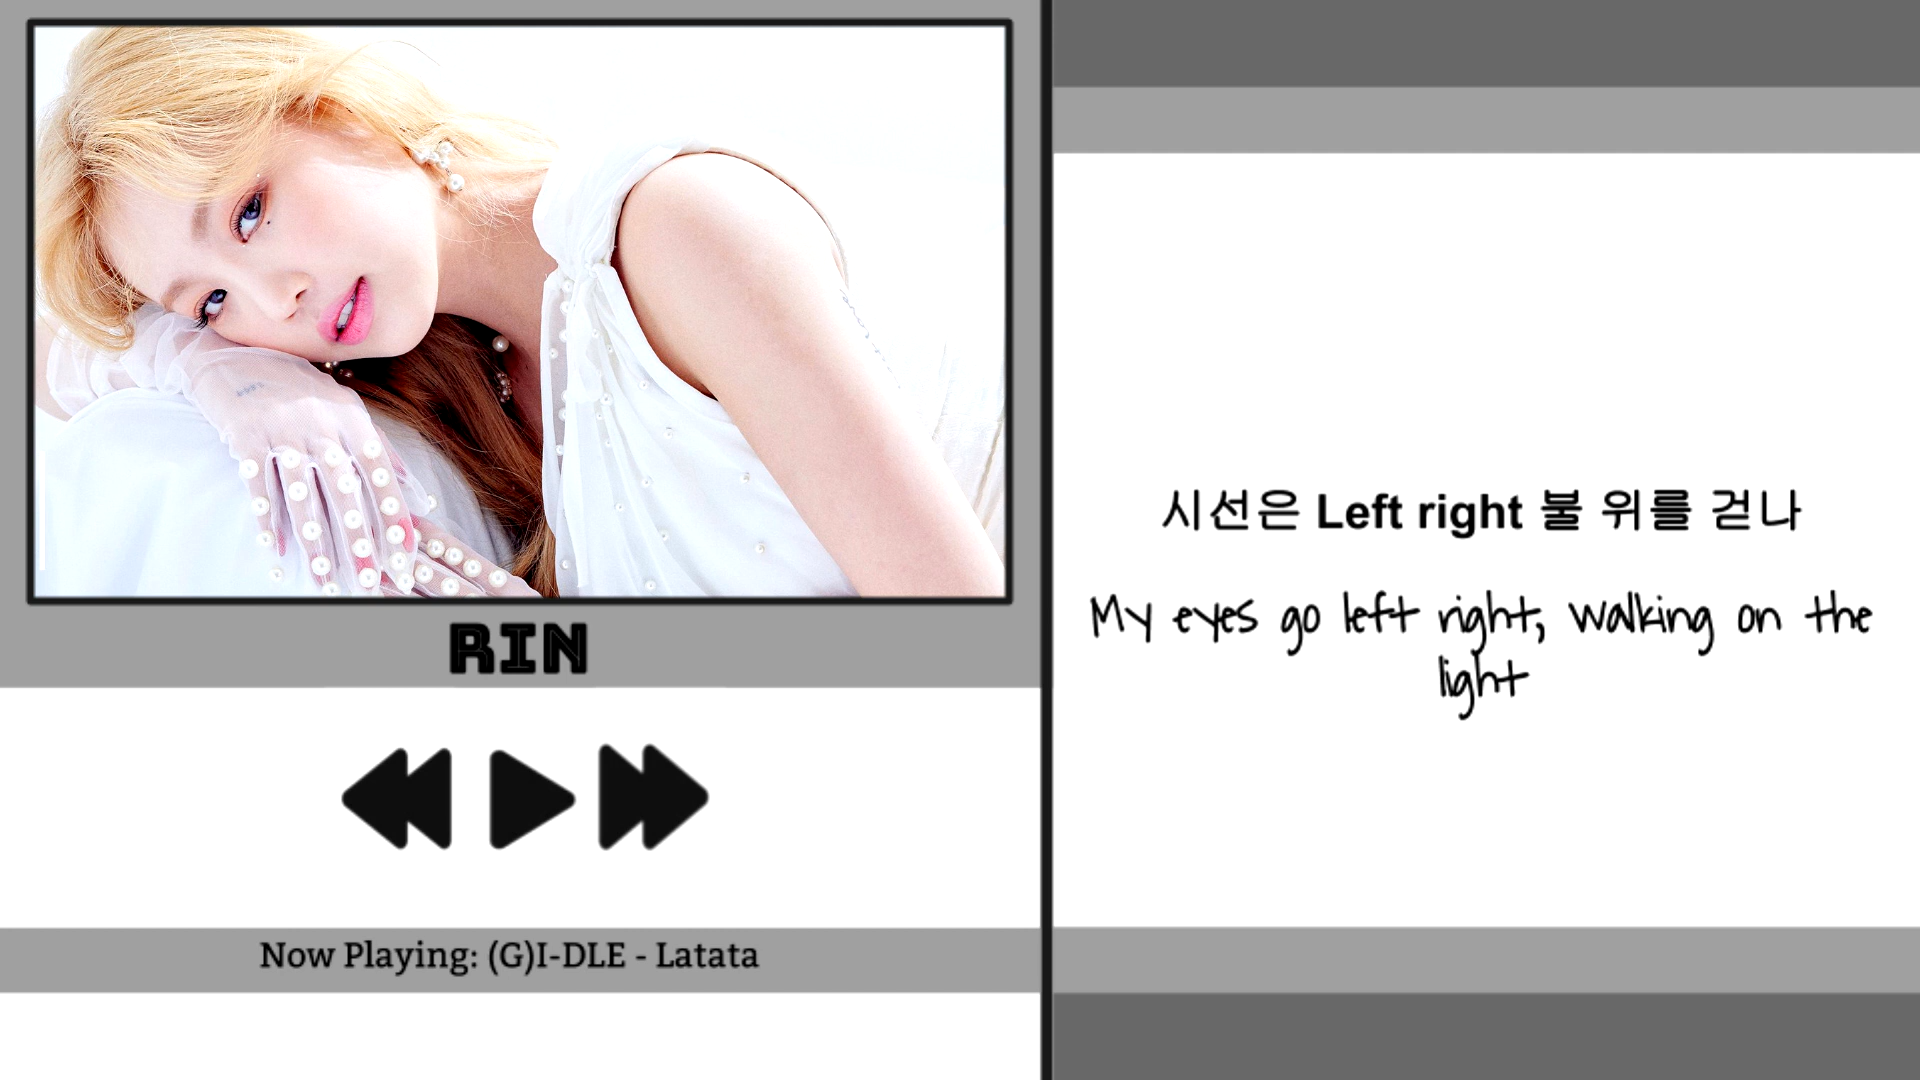 RIN
Now Playing: (G)I-DLE - Latata
시선은 Left right 불 위를 걷나
My eyes go left right, walking on the
light